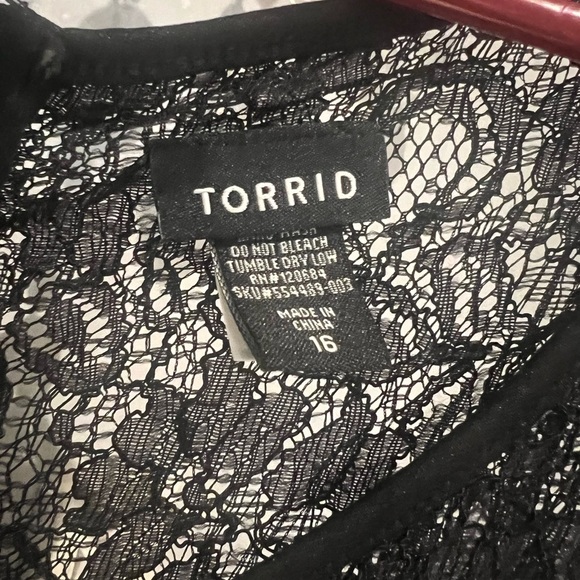 TORRID
DO NOT BLEACH
TUMBLE DRY LOW
RN#120684
SKU#554489-003
MADE IN
CHINA
16